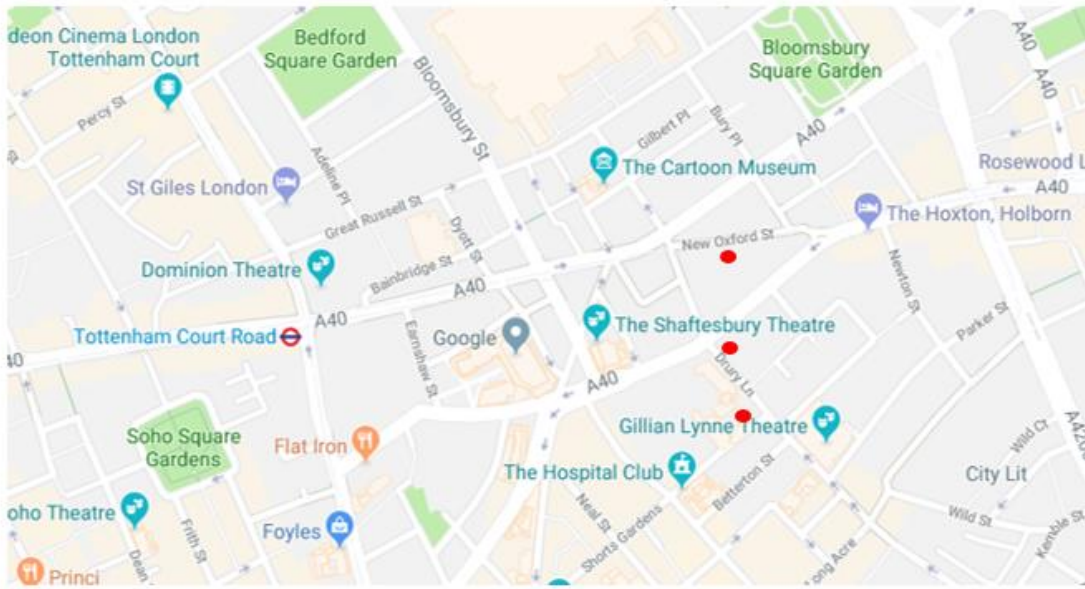 deon Cinema London
Tottenham Court
Bedford
Square Garden
Bloomsbury St
Bloomsbury
Square Garden
A40
A40
A40
Percy St
Gilbert Pl
Bury Pl
Adeline Pl
St Giles London
The Cartoon Museum
Rosewood L
A40
Great Russell St
Dyott St
The Hoxton, Holborn
New Oxford St
Dominion Theatre
Bainbridge St
A40
Newton St
Tottenham Court Road
A40
Earnshaw St
Google
The Shaftesbury Theatre
Parker St
40
A40
Drury Ln
Soho Square
Gardens
Flat Iron
Gillian Lynne Theatre
The Hospital Club
Betterton St
Wild Ct
City Lit
oho Theatre
Frith St
Foyles
Neal St
Shorts Gardens
Wild St
Kemble St
Dean
Long Acre
Princi